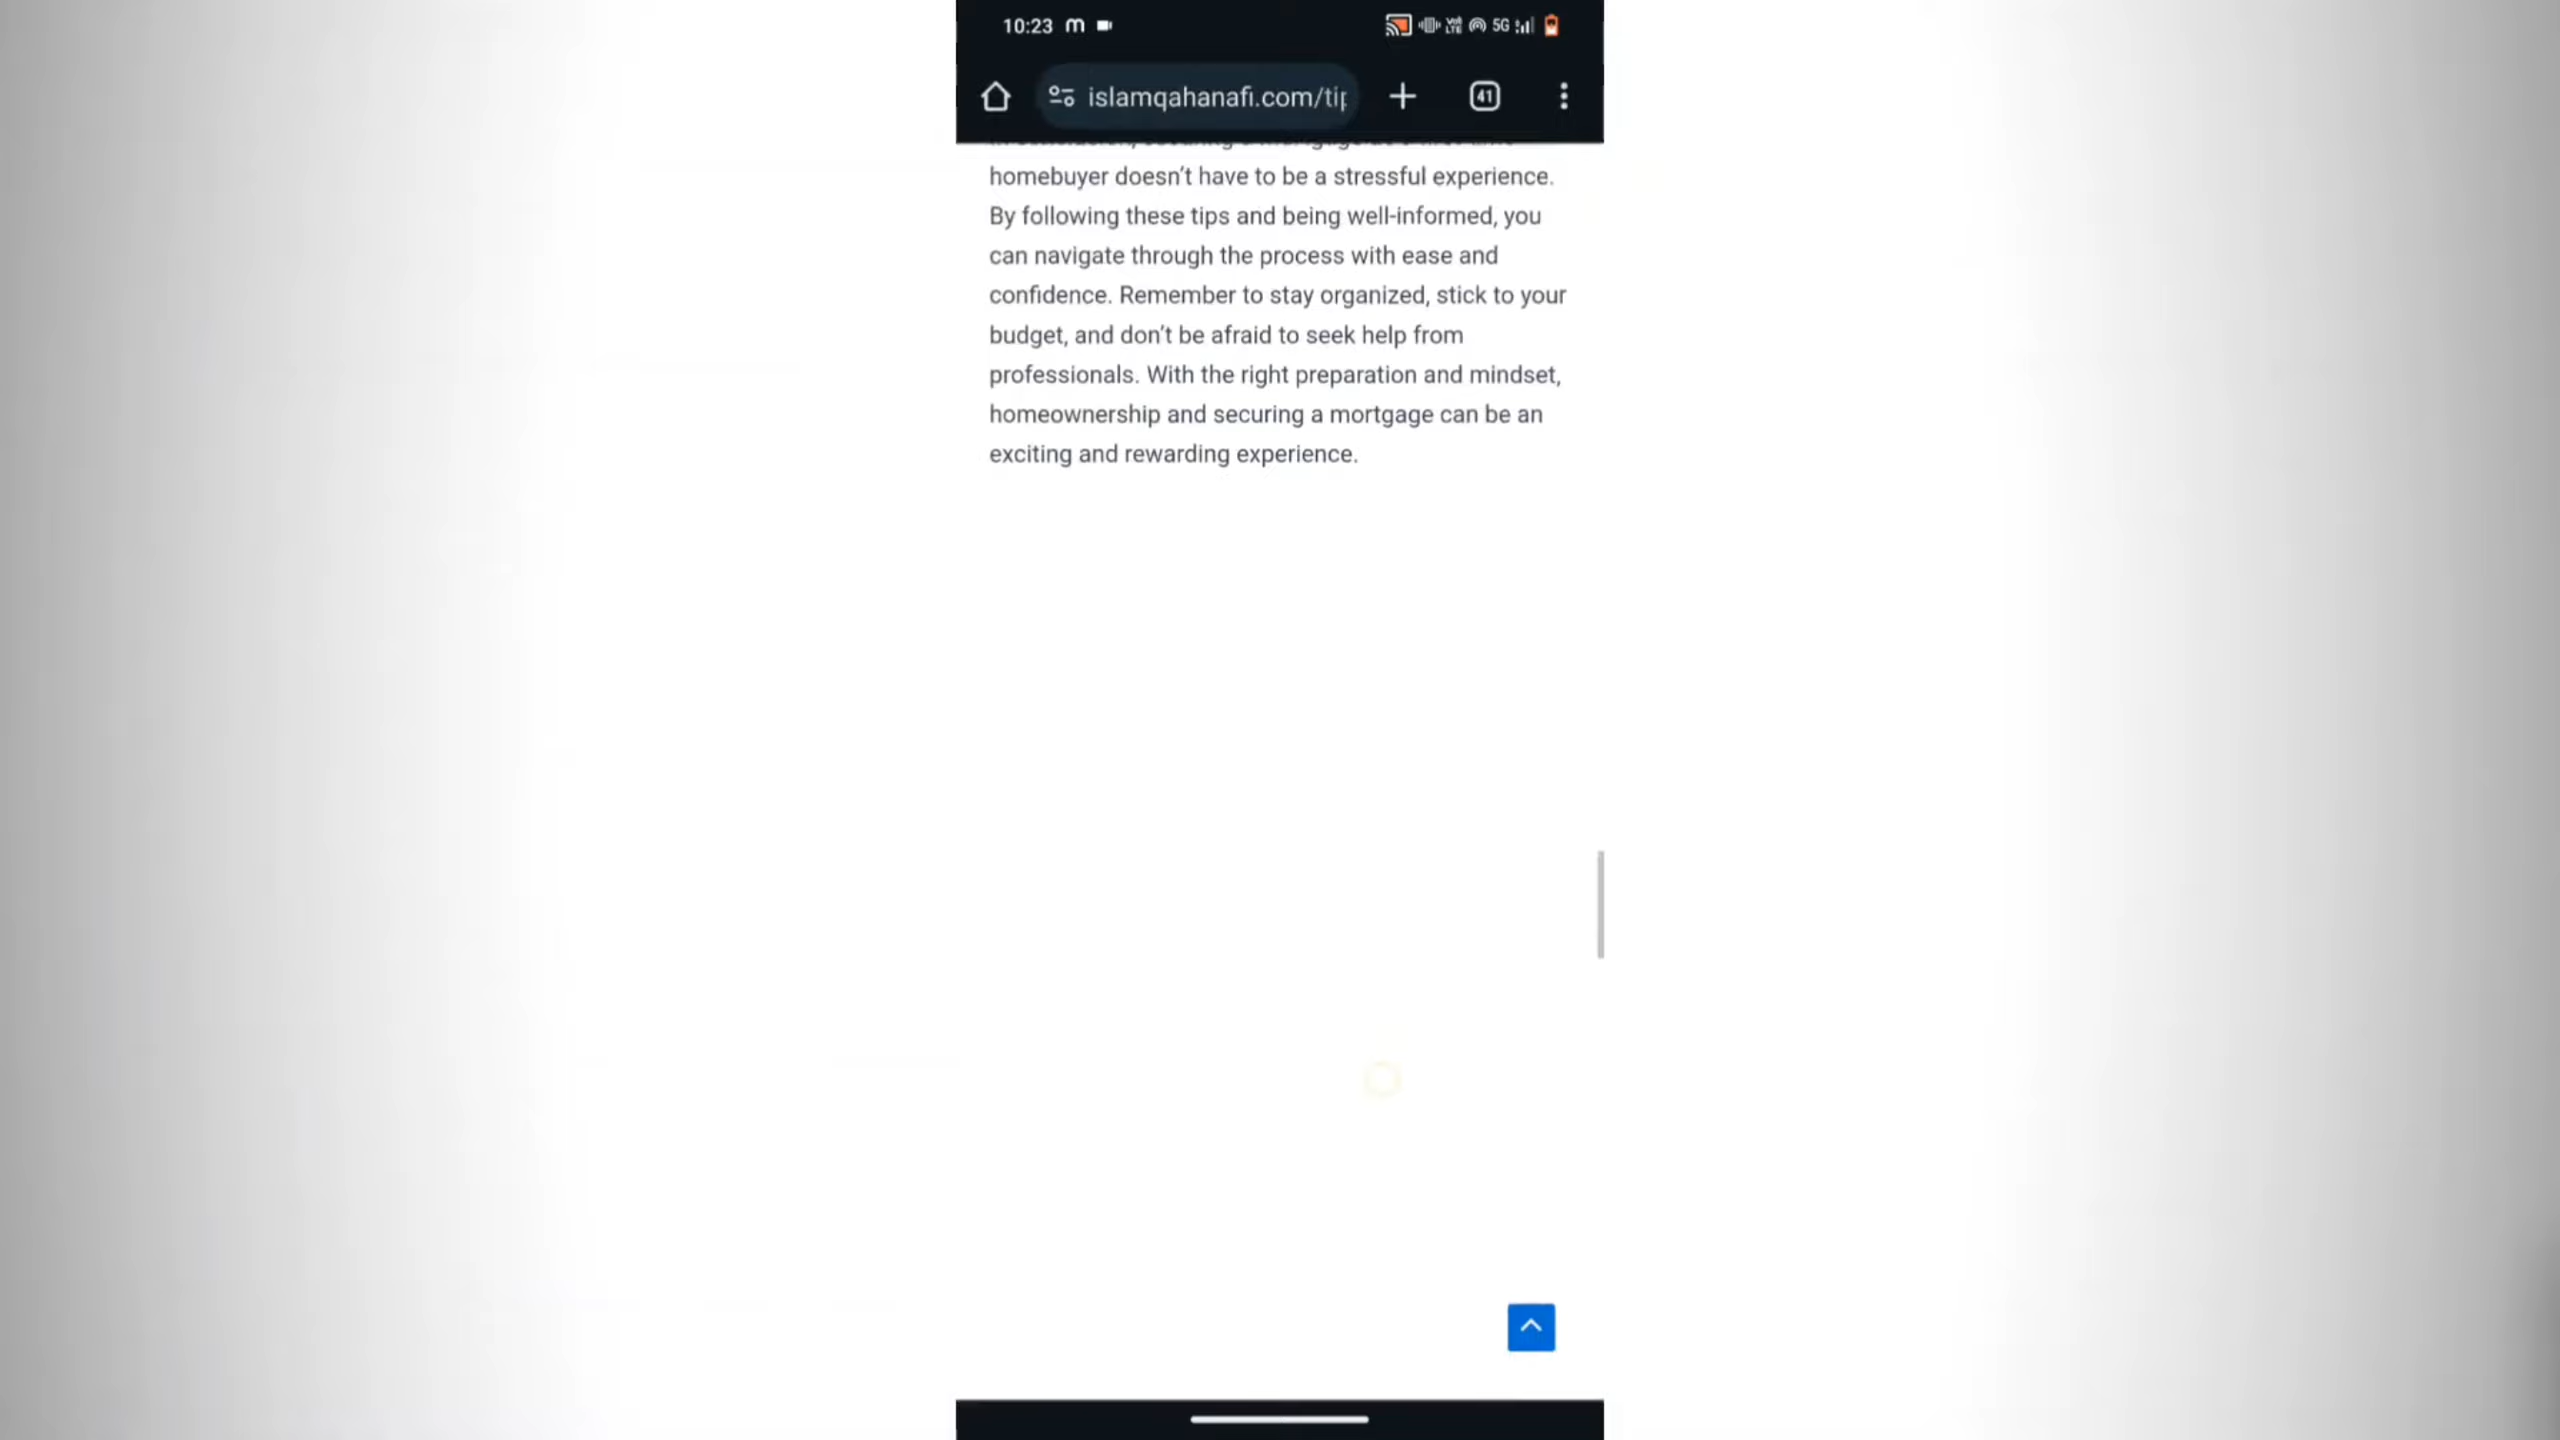 10:23
5G
islamqahanafi.com/tip
41
homebuyer doesn’t have to be a stressful experience.
By following these tips and being well-informed, you
can navigate through the process with ease and
confidence. Remember to stay organized, stick to your
budget, and don’t be afraid to seek help from
professionals. With the right preparation and mindset,
homeownership and securing a mortgage can be an
exciting and rewarding experience.